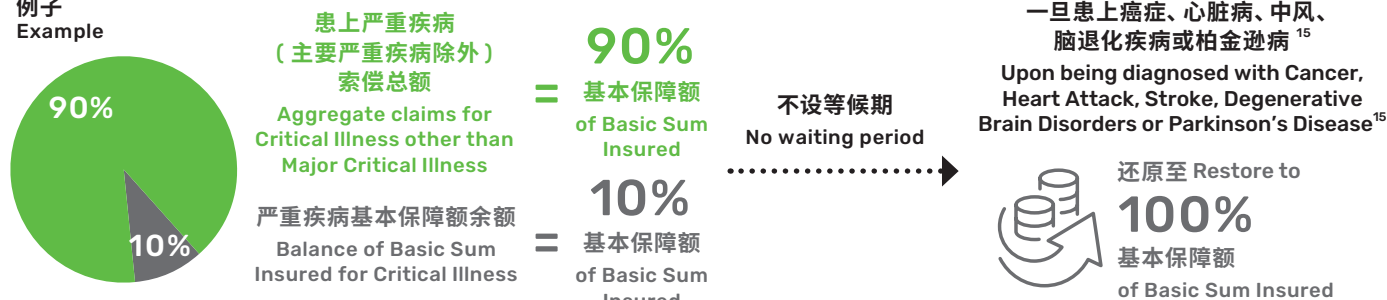 例子
Example
90%
10%
患上严重疾病
( 主要严重疾病除外 )
索偿总额
Aggregate claims for
Critical Illness other than
Major Critical Illness
=
90%
基本保障额
of Basic Sum
Insured
严重疾病基本保障额余额
Balance of Basic Sum
Insured for Critical Illness
=
10%
基本保障额
of Basic Sum
Insured
不设等候期
No waiting period
一旦患上癌症、心脏病、中风、
脑退化疾病或柏金逊病 15
Upon being diagnosed with Cancer,
Heart Attack, Stroke, Degenerative
Brain Disorders or Parkinson's Disease15
还原至 Restore to
100%
基本保障额
of Basic Sum Insured